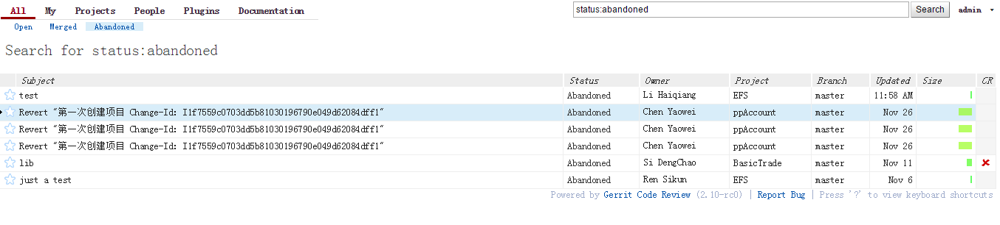 All My Projects People Plugins Documentation status:abandoned Search admin
Open Merged Abandoned
Search for status:abandoned
Subject Status Owner Project Branch Updated Size CR
test Abandoned Li Haiqiang EFS master 11:58 AM
Revert "第一次创建项目 Change-Id: I1f7559c0703dd5b81030196790e049d62084dff1" Abandoned Chen Yaowei ppAccount master Nov 26
Revert "第一次创建项目 Change-Id: I1f7559c0703dd5b81030196790e049d62084dff1" Abandoned Chen Yaowei ppAccount master Nov 26
Revert "第一次创建项目 Change-Id: I1f7559c0703dd5b81030196790e049d62084dff1" Abandoned Chen Yaowei ppAccount master Nov 26
lib Abandoned Si DengChao BasicTrade master Nov 11
just a test Abandoned Ren Sikun EFS master Nov 6
Powered by Gerrit Code Review (2.10-rc0) | Report Bug | Press '?' to view keyboard shortcuts